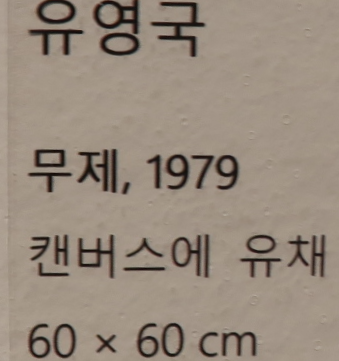 유영국
무제, 1979
캔버스에 유채
60 × 60 cm